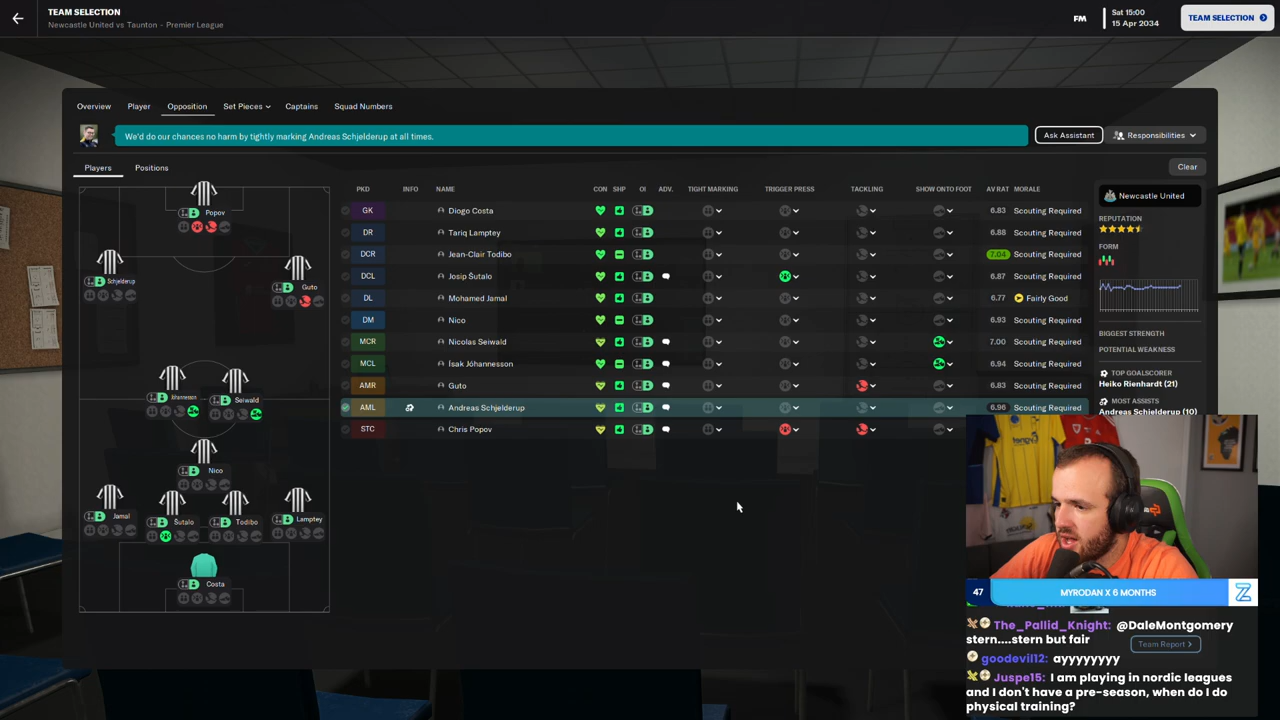 TEAM SELECTION
Newcastle United vs Taunton - Premier League
FM
Sat 15:00
15 Apr 2034
TEAM SELECTION
Overview
Player
Opposition
Set Pieces
Captains
Squad Numbers
We'd do our chances no harm by tightly marking Andreas Schjelderup at all times.
Ask Assistant
Responsibilities
Players
Positions
Clear
Popov
Schjelderup
Guto
Jóhannesson
Seiwald
Nico
Jamal
Šutalo
Todibo
Lamptey
Costa
PKD INFO NAME CON SHP OI ADV. TIGHT MARKING TRIGGER PRESS TACKLING SHOW ONTO FOOT AV RAT MORALE
GK Diogo Costa 6.83 Scouting Required
DR Tariq Lamptey 6.88 Scouting Required
DCR Jean-Clair Todibo 7.04 Scouting Required
DCL Josip Šutalo 6.87 Scouting Required
DL Mohamed Jamal 6.77 Fairly Good
DM Nico 6.93 Scouting Required
MCR Nicolas Seiwald 7.00 Scouting Required
MCL Ísak Jóhannesson 6.94 Scouting Required
AMR Guto 6.83 Scouting Required
AML Andreas Schjelderup 6.96 Scouting Required
STC Chris Popov
Newcastle United
REPUTATION
FORM
BIGGEST STRENGTH
POTENTIAL WEAKNESS
TOP GOALSCORER
Heiko Rienhardt (21)
MOST ASSISTS
Andreas Schjelderup (10)
47 MYRODAN X 6 MONTHS
The_Pallid_Knight: @DaleMontgomery
stern....stern but fair
Team Report
goodevil12: ayyyyyyyy
Juspe15: I am playing in nordic leagues
and I don't have a pre-season, when do I do
physical training?